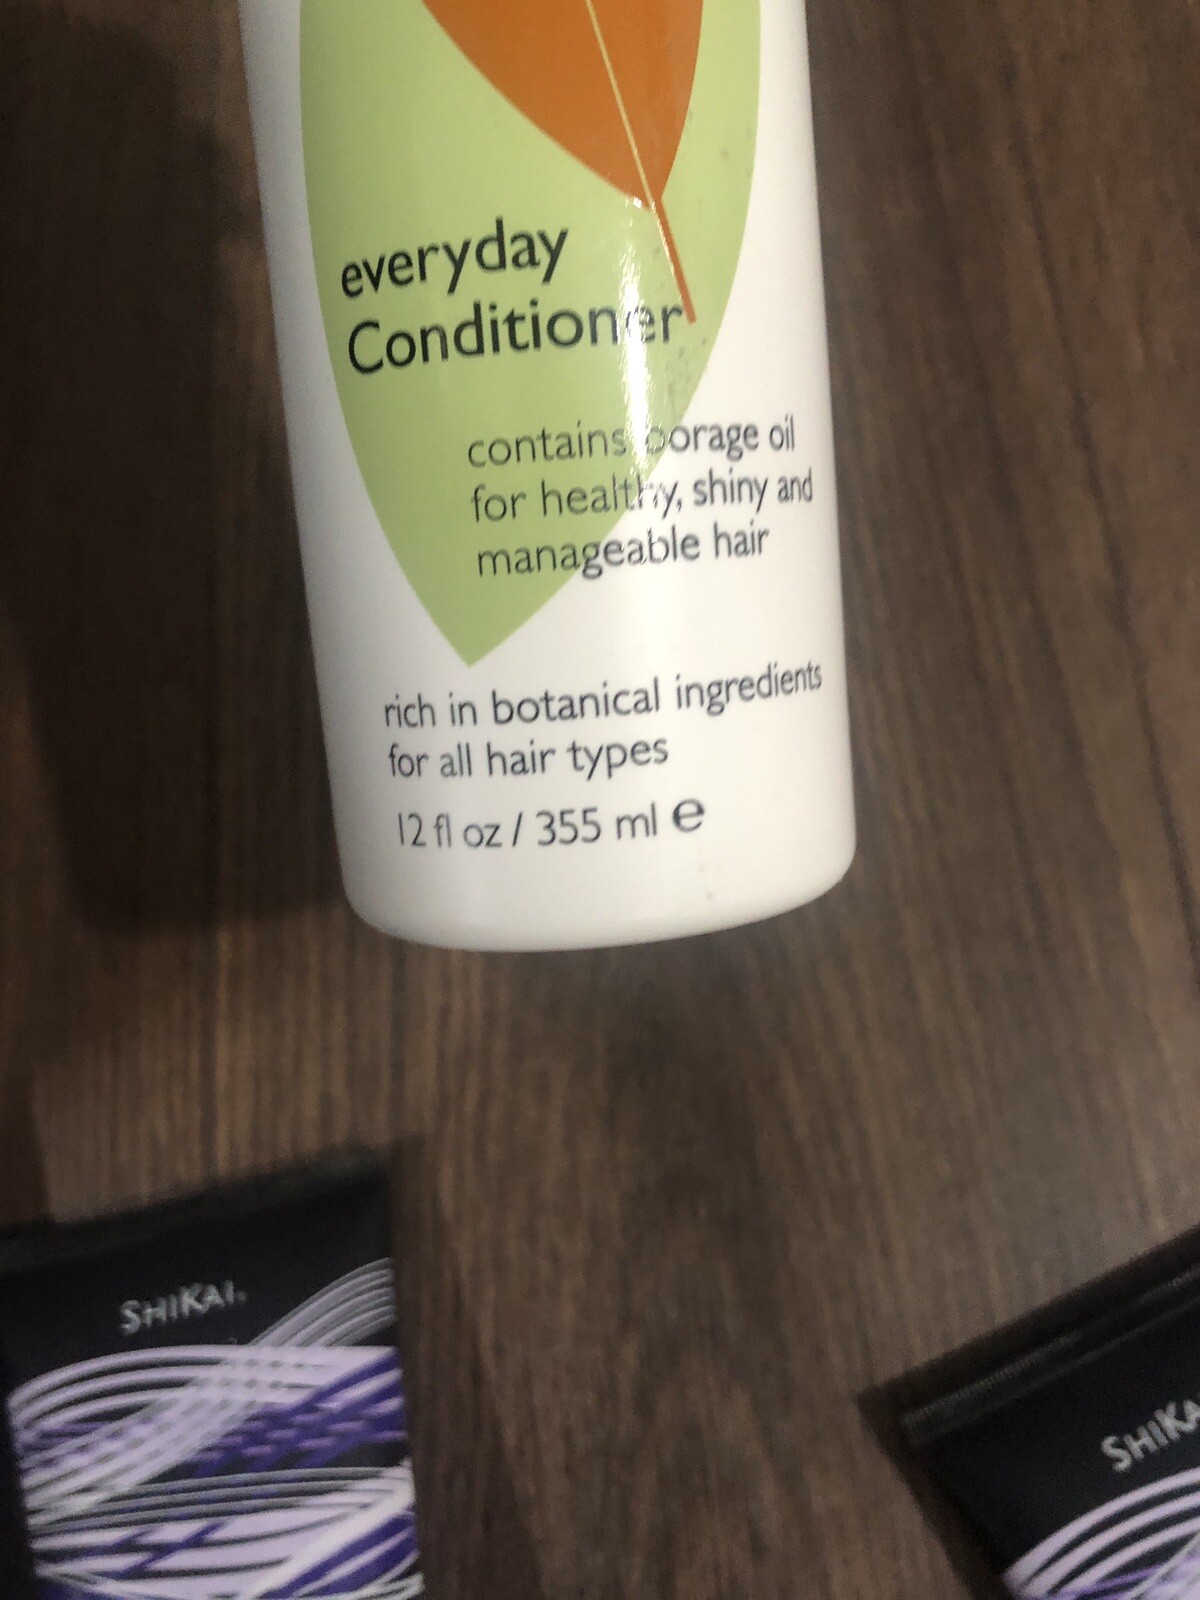 everyday
Conditioner
contains borage oil
for healthy, shiny and
manageable hair
rich in botanical ingredients
for all hair types
12 fl oz / 355 ml e
SHIKAI.
SHIKA